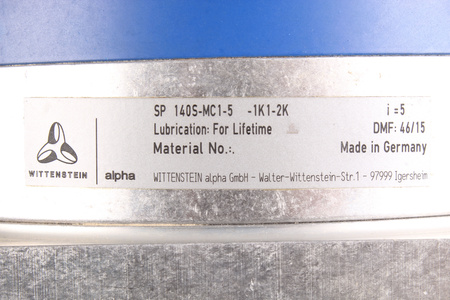 SP 140S-MC1-5 -1K1-2K i=5
Lubrication: For Lifetime DMF: 46/15
Material No.:. Made in Germany
WITTENSTEIN alpha
WITTENSTEIN alpha GmbH - Walter-Wittenstein-Str.1 - 97999 Igersheim